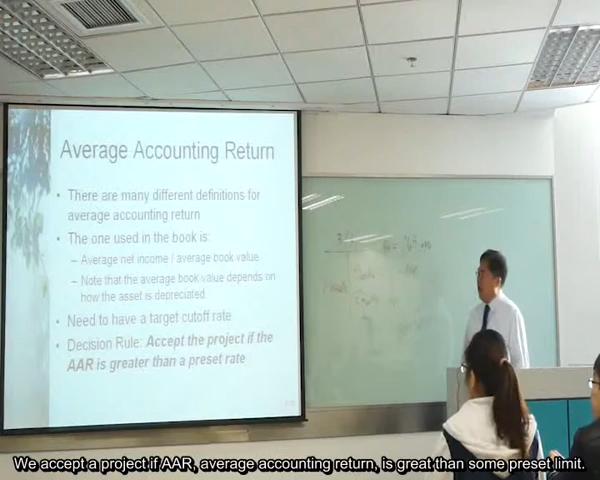 Average Accounting Return
• There are many different definitions for
average accounting return
• The one used in the book is:
– Average net income / average book value
– Note that the average book value depends on
how the asset is depreciated.
• Need to have a target cutoff rate
• Decision Rule: Accept the project if the
AAR is greater than a preset rate
We accept a project if AAR, average accounting return, is great than some preset limit.